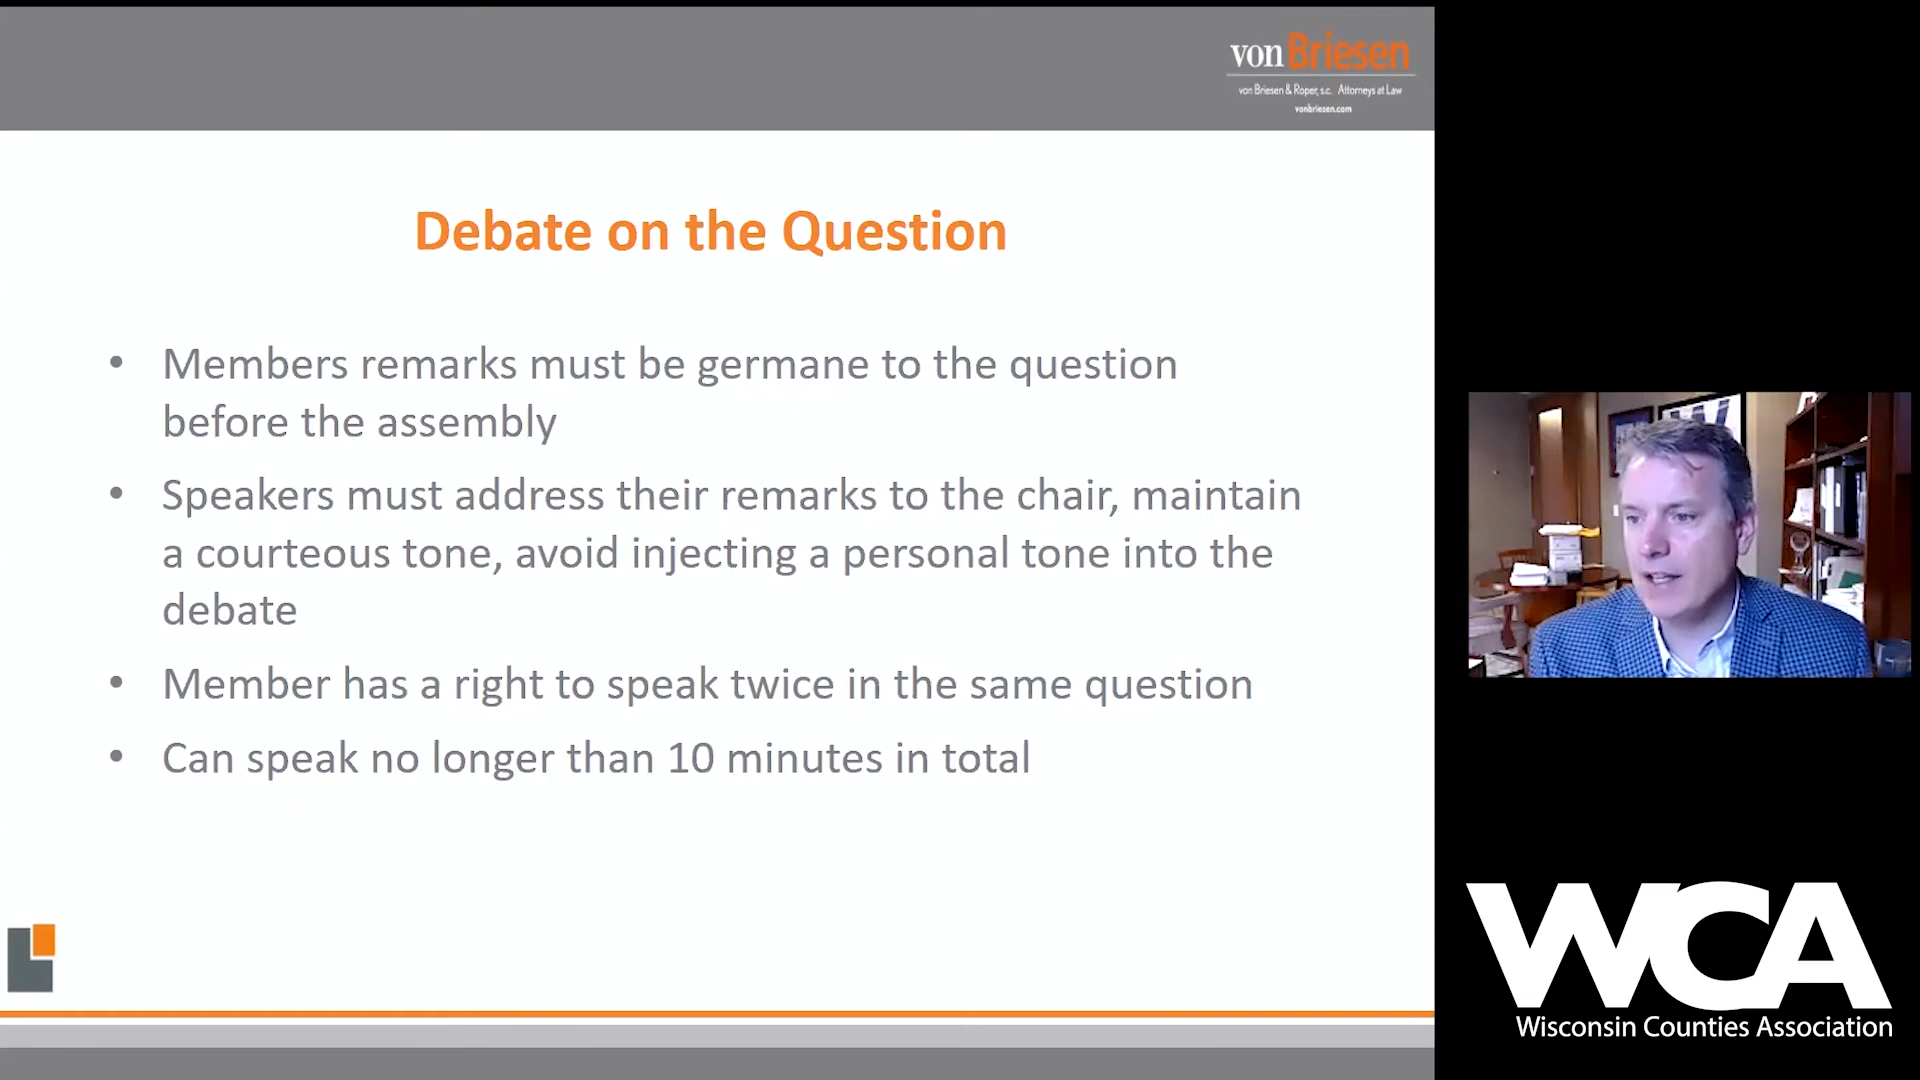 von Briesen
von Briesen & Roper, s.c. Attorneys at Law
vonbriesen.com
Debate on the Question
• Members remarks must be germane to the question
before the assembly
• Speakers must address their remarks to the chair, maintain
a courteous tone, avoid injecting a personal tone into the
debate
• Member has a right to speak twice in the same question
• Can speak no longer than 10 minutes in total
WCA
Wisconsin Counties Association